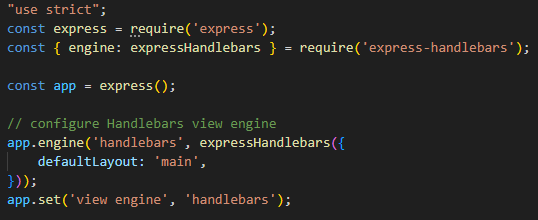 "use strict";
const express = require('express');
const { engine: expressHandlebars } = require('express-handlebars');
const app = express();
// configure Handlebars view engine
app.engine('handlebars', expressHandlebars({
    defaultLayout: 'main',
}));
app.set('view engine', 'handlebars');